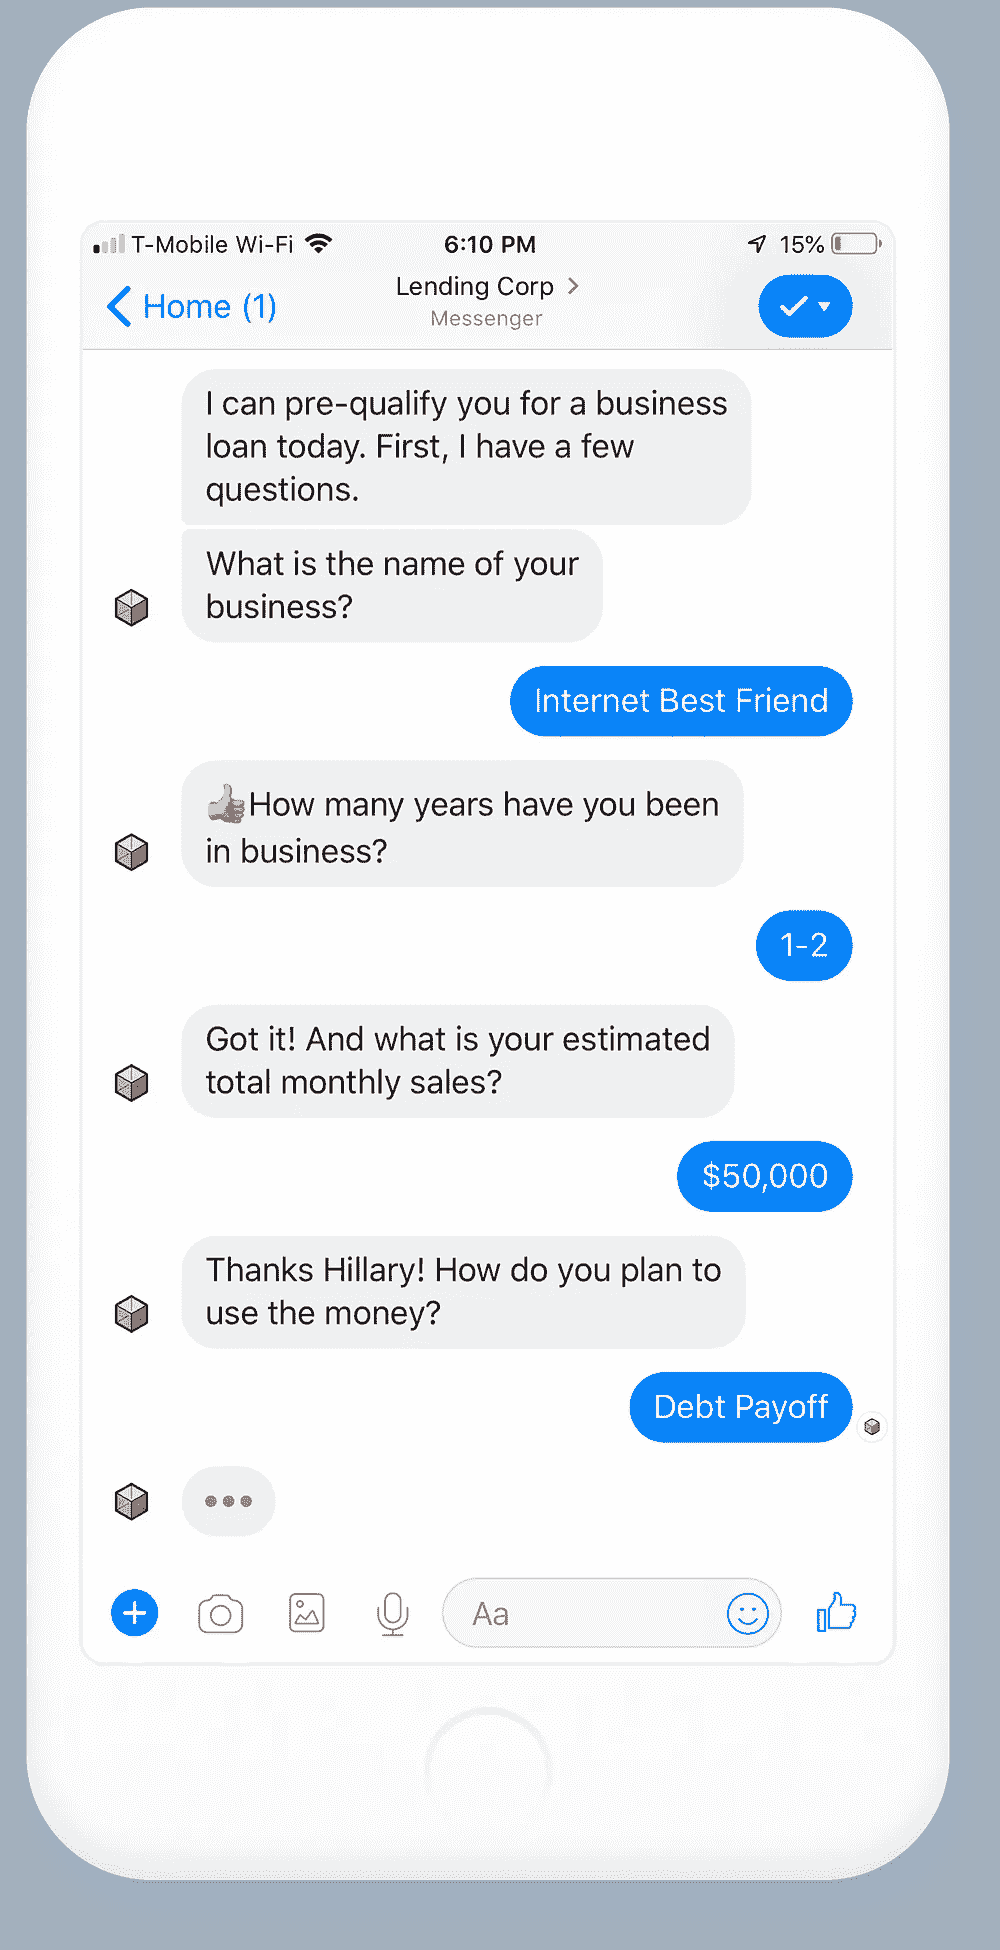 T-Mobile Wi-Fi 6:10 PM 15%
Home (1) Lending Corp
Messenger
I can pre-qualify you for a business
loan today. First, I have a few
questions.
What is the name of your
business?
Internet Best Friend
👍How many years have you been
in business?
1-2
Got it! And what is your estimated
total monthly sales?
$50,000
Thanks Hillary! How do you plan to
use the money?
Debt Payoff
Aa